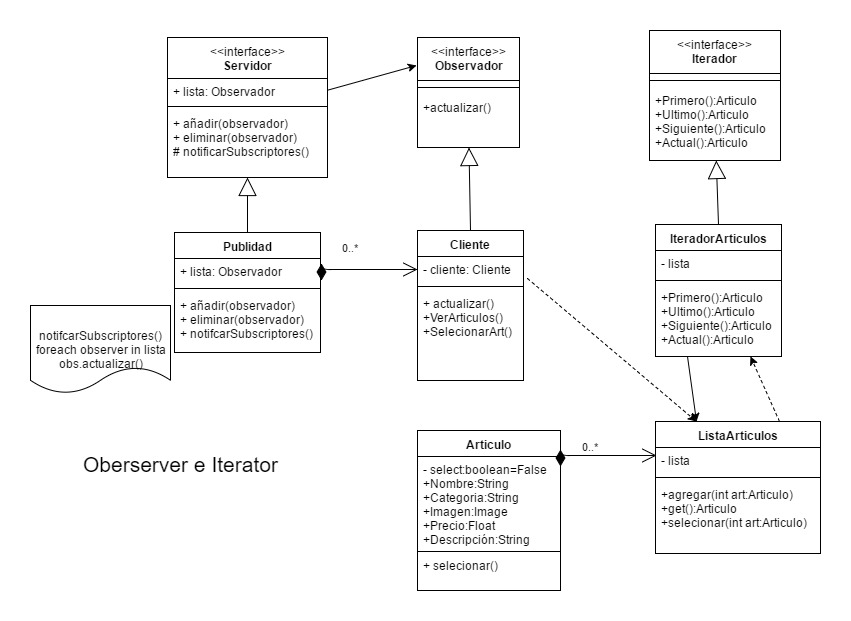 <<interface>>
Servidor
+ lista: Observador
+ añadir(observador)
+ eliminar(observador)
# notificarSubscriptores()
<<interface>>
Observador
+actualizar()
<<interface>>
Iterador
+Primero():Articulo
+Ultimo():Articulo
+Siguiente():Articulo
+Actual():Articulo
Publidad
+ lista: Observador
+ añadir(observador)
+ eliminar(observador)
+ notifcarSubscriptores()
0..*
Cliente
- cliente: Cliente
+ actualizar()
+VerArticulos()
+SelecionarArt()
IteradorArticulos
- lista
+Primero():Articulo
+Ultimo():Articulo
+Siguiente():Articulo
+Actual():Articulo
notifcarSubscriptores()
foreach observer in lista
obs.actualizar()
Oberserver e Iterator
Articulo
- select:boolean=False
+Nombre:String
+Categoria:String
+Imagen:Image
+Precio:Float
+Descripción:String
+ selecionar()
0..*
ListaArticulos
- lista
+agregar(int art:Articulo)
+get():Articulo
+selecionar(int art:Articulo)